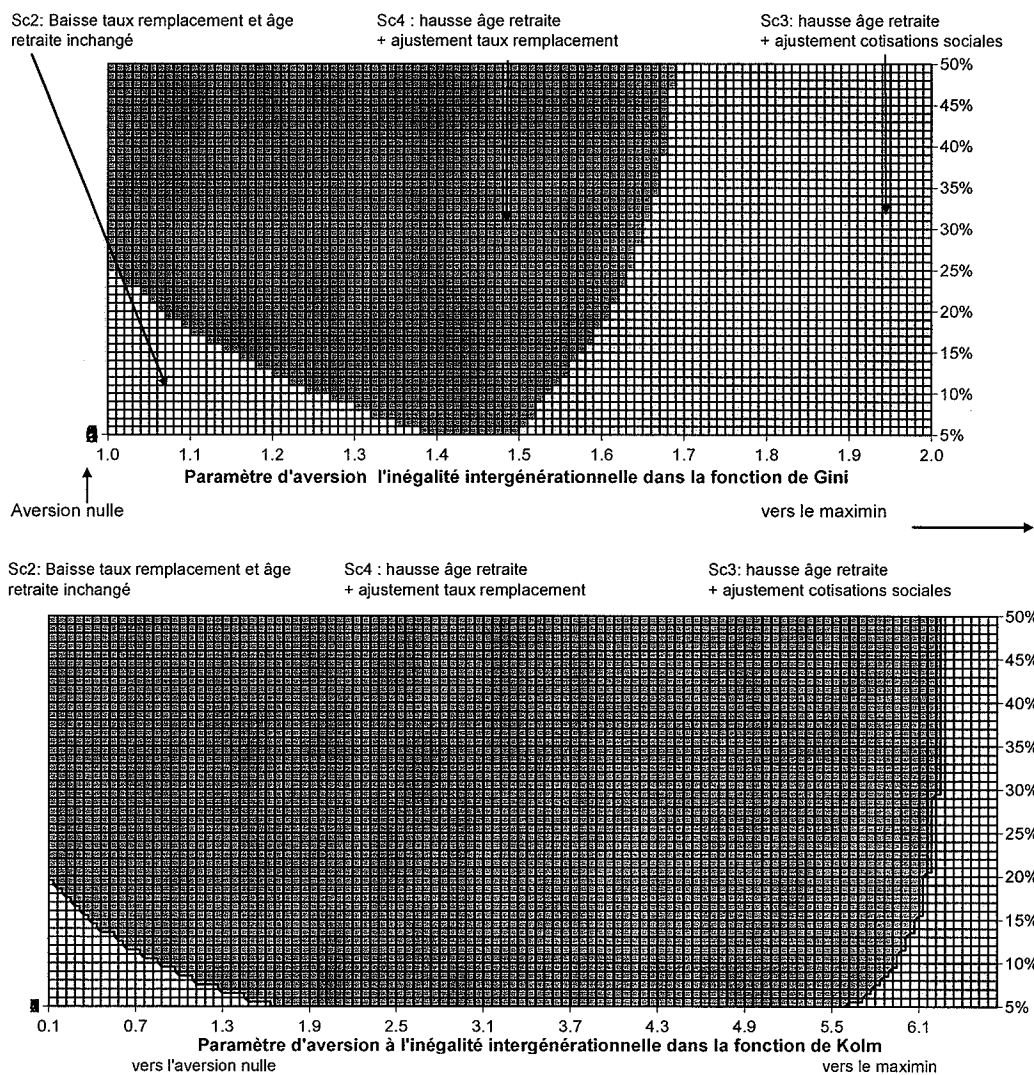 Sc2: Baisse taux remplacement et âge
retraite inchangé
Sc4 : hausse âge retraite
+ ajustement taux remplacement
Sc3: hausse âge retraite
+ ajustement cotisations sociales
50%
45%
40%
35%
30%
25%
20%
15%
10%
5%
1.0 1.1 1.2 1.3 1.4 1.5 1.6 1.7 1.8 1.9 2.0
Paramètre d'aversion l'inégalité intergénérationnelle dans la fonction de Gini
Aversion nulle
vers le maximin
Sc2: Baisse taux remplacement et âge
retraite inchangé
Sc4 : hausse âge retraite
+ ajustement taux remplacement
Sc3: hausse âge retraite
+ ajustement cotisations sociales
50%
45%
40%
35%
30%
25%
20%
15%
10%
5%
0.1 0.7 1.3 1.9 2.5 3.1 3.7 4.3 4.9 5.5 6.1
Paramètre d'aversion à l'inégalité intergénérationnelle dans la fonction de Kolm
vers l'aversion nulle
vers le maximin